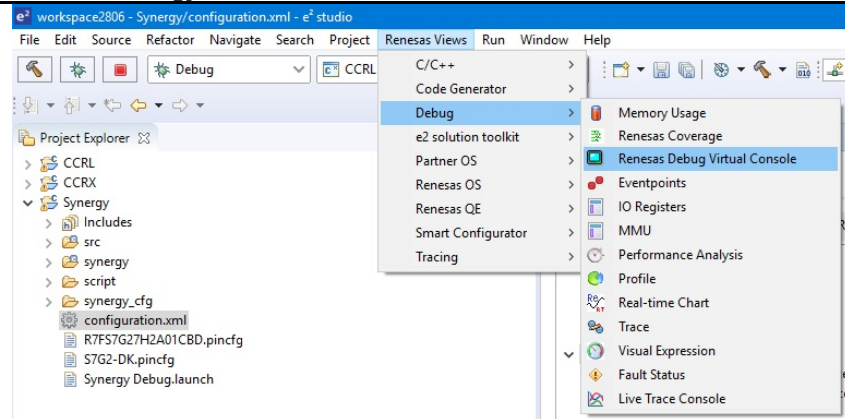 e² workspace2806 - Synergy/configuration.xml - e² studio
File Edit Source Refactor Navigate Search Project Renesas Views Run Window Help
Debug
CCRL
010
C/C++
Code Generator
Debug
e2 solution toolkit
Partner OS
Renesas OS
Renesas QE
Smart Configurator
Tracing
Memory Usage
Renesas Coverage
Renesas Debug Virtual Console
Eventpoints
IO Registers
MMU
Performance Analysis
Profile
Real-time Chart
Trace
Visual Expression
Fault Status
Live Trace Console
Project Explorer
CCRL
CCRX
Synergy
Includes
src
synergy
script
synergy_cfg
configuration.xml
R7FS7G27H2A01CBD.pincfg
S7G2-DK.pincfg
Synergy Debug.launch